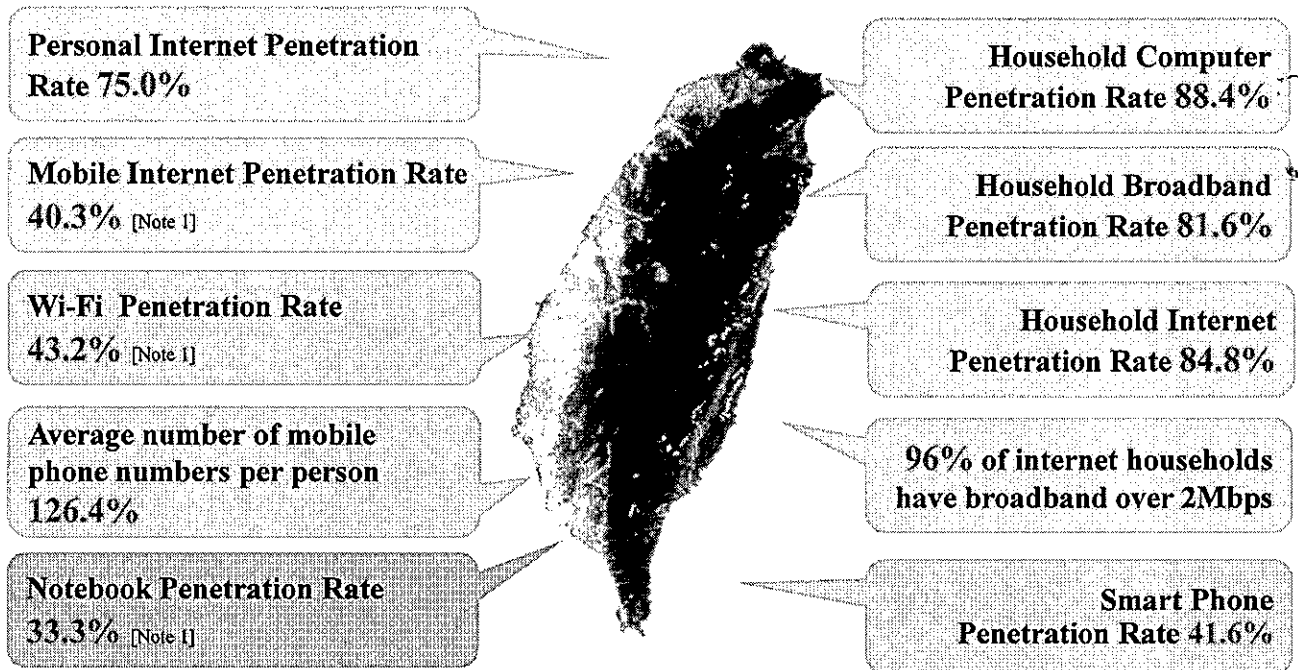 Personal Internet Penetration
Rate 75.0%
Mobile Internet Penetration Rate
40.3% [Note 1]
Wi-Fi Penetration Rate
43.2% [Note 1]
Average number of mobile
phone numbers per person
126.4%
Notebook Penetration Rate
33.3% [Note 1]
Household Computer
Penetration Rate 88.4%
Household Broadband
Penetration Rate 81.6%
Household Internet
Penetration Rate 84.8%
96% of internet households
have broadband over 2Mbps
Smart Phone
Penetration Rate 41.6%